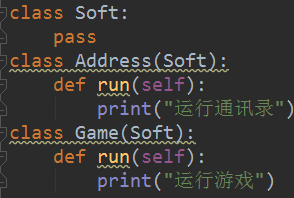 class Soft:
    pass
class Address(Soft):
    def run(self):
        print("运行通讯录")
class Game(Soft):
    def run(self):
        print("运行游戏")